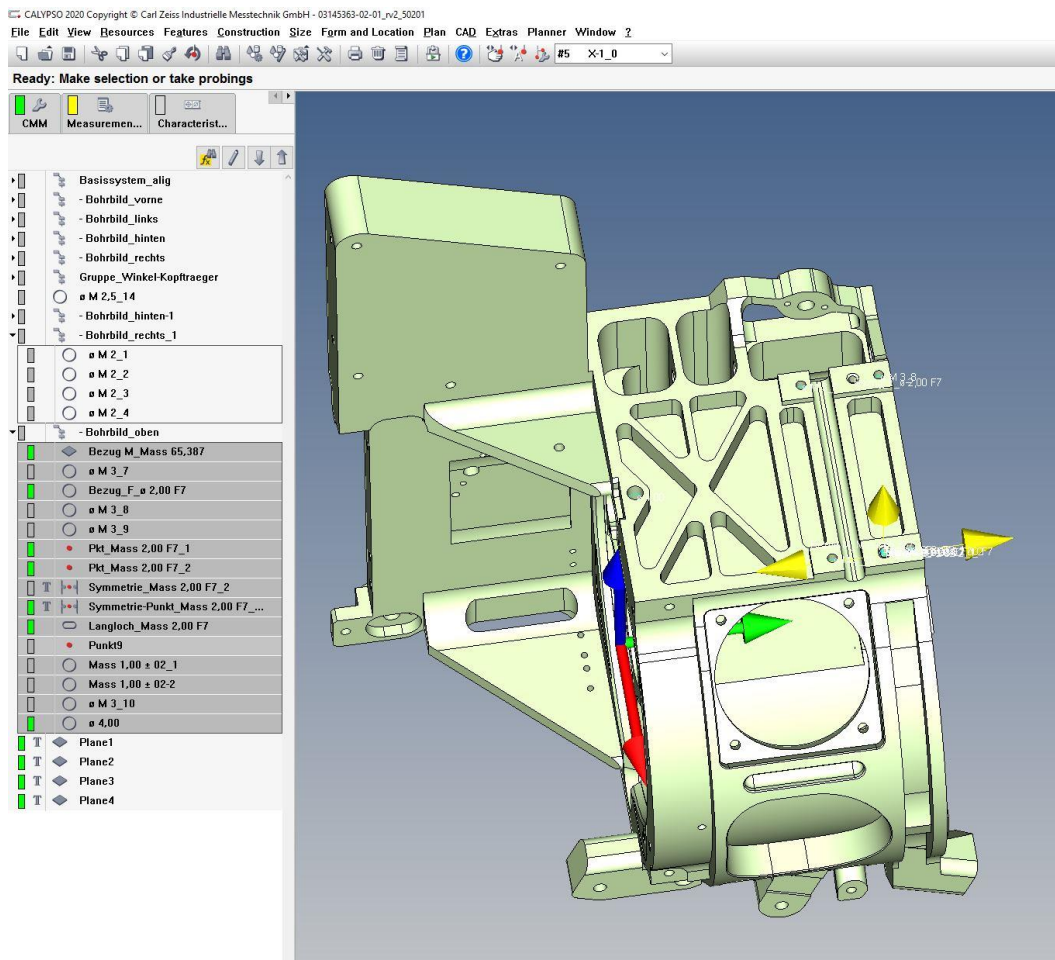 CALYPSO 2020 Copyright © Carl Zeiss Industrielle Messtechnik GmbH - 03145363-02-01_rv2_50201
File Edit View Resources Features Construction Size Form and Location Plan CAD Extras Planner Window ?
#5 X-1_0
Ready: Make selection or take probings
CMM Measuremen... Characterist...
Basissystem_alig
- Bohrbild_vorne
- Bohrbild_links
- Bohrbild_hinten
- Bohrbild_rechts
Gruppe_Winkel-Kopftraeger
ø M 2,5_14
- Bohrbild_hinten-1
- Bohrbild_rechts_1
ø M 2_1
ø M 2_2
ø M 2_3
ø M 2_4
- Bohrbild_oben
Bezug M_Mass 65,387
ø M 3_7
Bezug_F_ø 2,00 F7
ø M 3_8
ø M 3_9
Pkt_Mass 2,00 F7_1
Pkt_Mass 2,00 F7_2
T Symmetrie_Mass 2,00 F7_2
T Symmetrie-Punkt_Mass 2,00 F7_...
Langloch_Mass 2,00 F7
Punkt9
Mass 1,00 ± 02_1
Mass 1,00 ± 02-2
ø M 3_10
ø 4,00
T Plane1
T Plane2
T Plane3
T Plane4
M 3_8
ø 2,00 F7